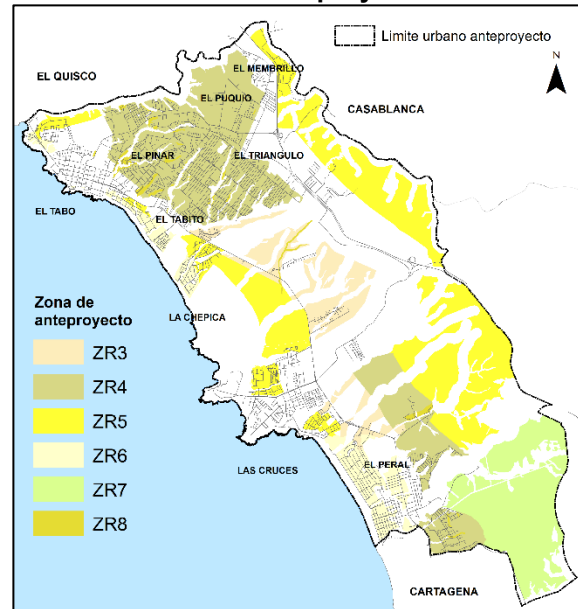 Limite urbano anteproyecto
N
EL QUISCO
EL MEMBRILLO
EL PUQUIO
CASABLANCA
EL PINAR
EL TRIANGULO
EL TABO
EL TABITO
LA CHEPICA
Zona de
anteproyecto
ZR3
ZR4
ZR5
ZR6
ZR7
ZR8
LAS CRUCES
EL PERAL
CARTAGENA